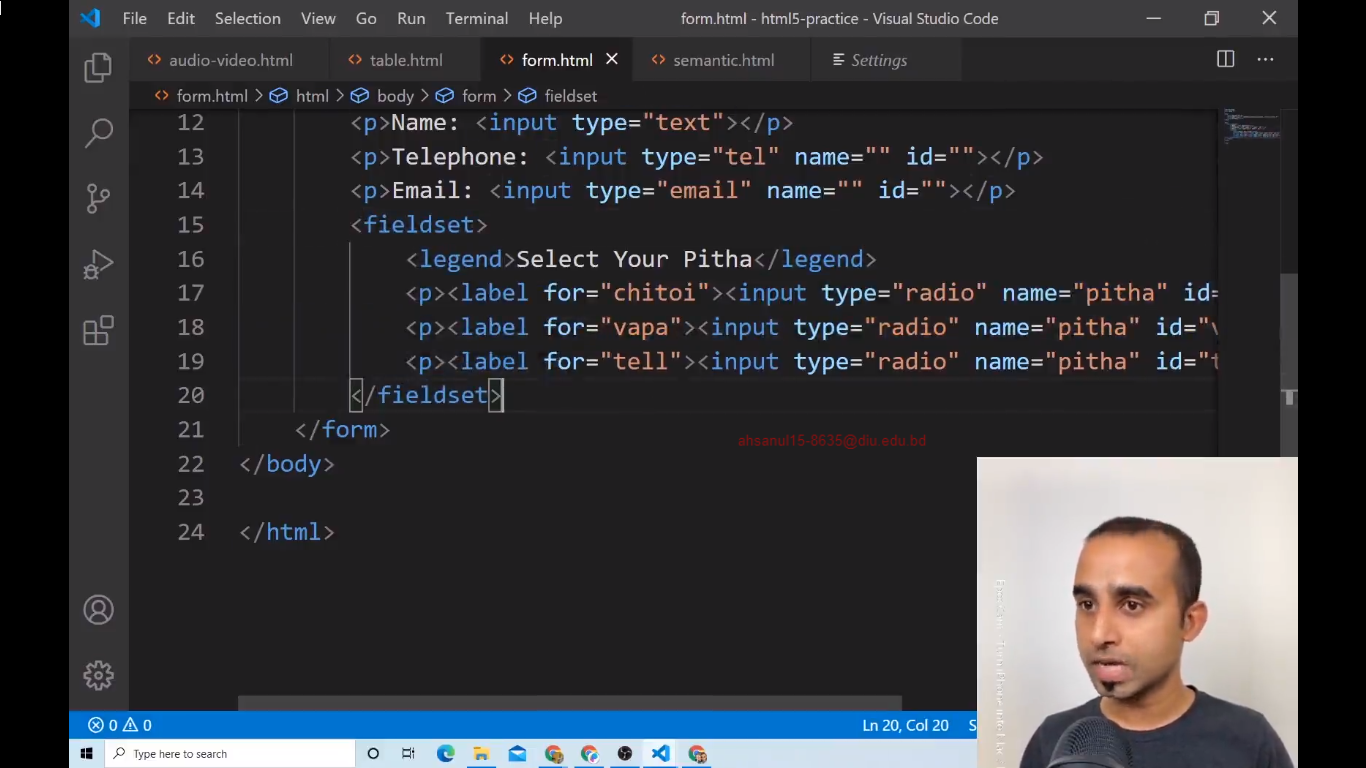 File Edit Selection View Go Run Terminal Help form.html - html5-practice - Visual Studio Code
audio-video.html table.html form.html semantic.html Settings
form.html > html > body > form > fieldset
12 <p>Name: <input type="text"></p>
13 <p>Telephone: <input type="tel" name="" id=""></p>
14 <p>Email: <input type="email" name="" id=""></p>
15 <fieldset>
16 <legend>Select Your Pitha</legend>
17 <p><label for="chitoi"><input type="radio" name="pitha" id=
18 <p><label for="vapa"><input type="radio" name="pitha" id="v
19 <p><label for="tell"><input type="radio" name="pitha" id="t
20 </fieldset>
21 </form>
ahsanul15-8635@diu.edu.bd
22 </body>
23
24 </html>
0 0 Ln 20, Col 20 S
Type here to search